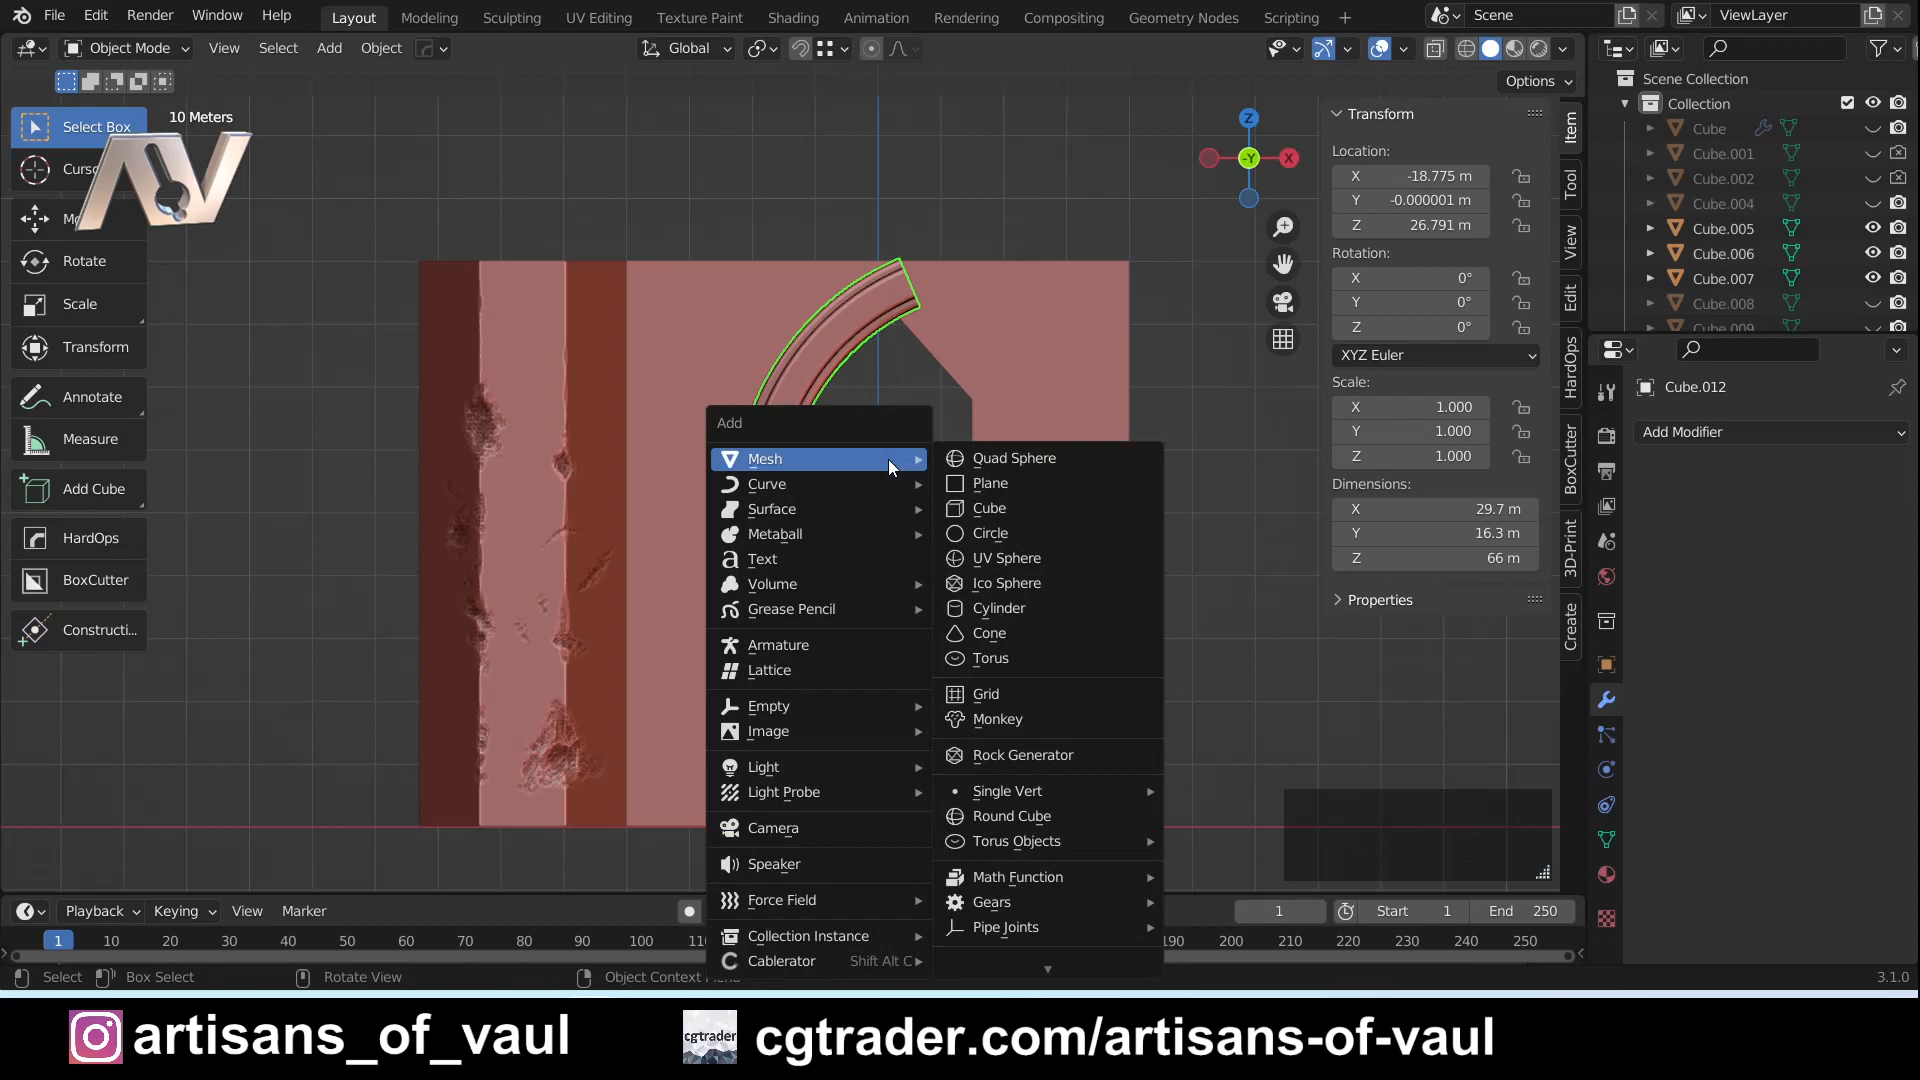 File Edit Render Window Help Layout Modeling Sculpting UV Editing Texture Paint Shading Animation Rendering Compositing Geometry Nodes Scripting Scene ViewLayer
Object Mode View Select Add Object Global
Options
Select Box
10 Meters
Rotate
Scale
Transform
Annotate
Measure
Add Cube
HardOps
BoxCutter
Constructi...
Z
-Y
X
Add
Mesh
Curve
Surface
Metaball
Text
Volume
Grease Pencil
Armature
Lattice
Empty
Image
Light
Light Probe
Camera
Speaker
Force Field
Collection Instance
Cablerator Shift Alt C
Quad Sphere
Plane
Cube
Circle
UV Sphere
Ico Sphere
Cylinder
Cone
Torus
Grid
Monkey
Rock Generator
Single Vert
Round Cube
Torus Objects
Math Function
Gears
Pipe Joints
Transform
Location:
X -18.775 m
Y -0.000001 m
Z 26.791 m
Rotation:
X 0°
Y 0°
Z 0°
XYZ Euler
Scale:
X 1.000
Y 1.000
Z 1.000
Dimensions:
X 29.7 m
Y 16.3 m
Z 66 m
Properties
Item
Tool
View
Edit
HardOps
BoxCutter
3D-Print
Create
Scene Collection
Collection
Cube
Cube.001
Cube.002
Cube.004
Cube.005
Cube.006
Cube.007
Cube.008
Cube.009
Cube.012
Add Modifier
Playback Keying View Marker 1 Start 1 End 250
1 10 20 30 40 50 60 70 80 90 100 110 190 200 210 220 230 240 250
Select Box Select Rotate View Object Context 3.1.0
artisans_of_vaul
cgtrader
cgtrader.com/artisans-of-vaul